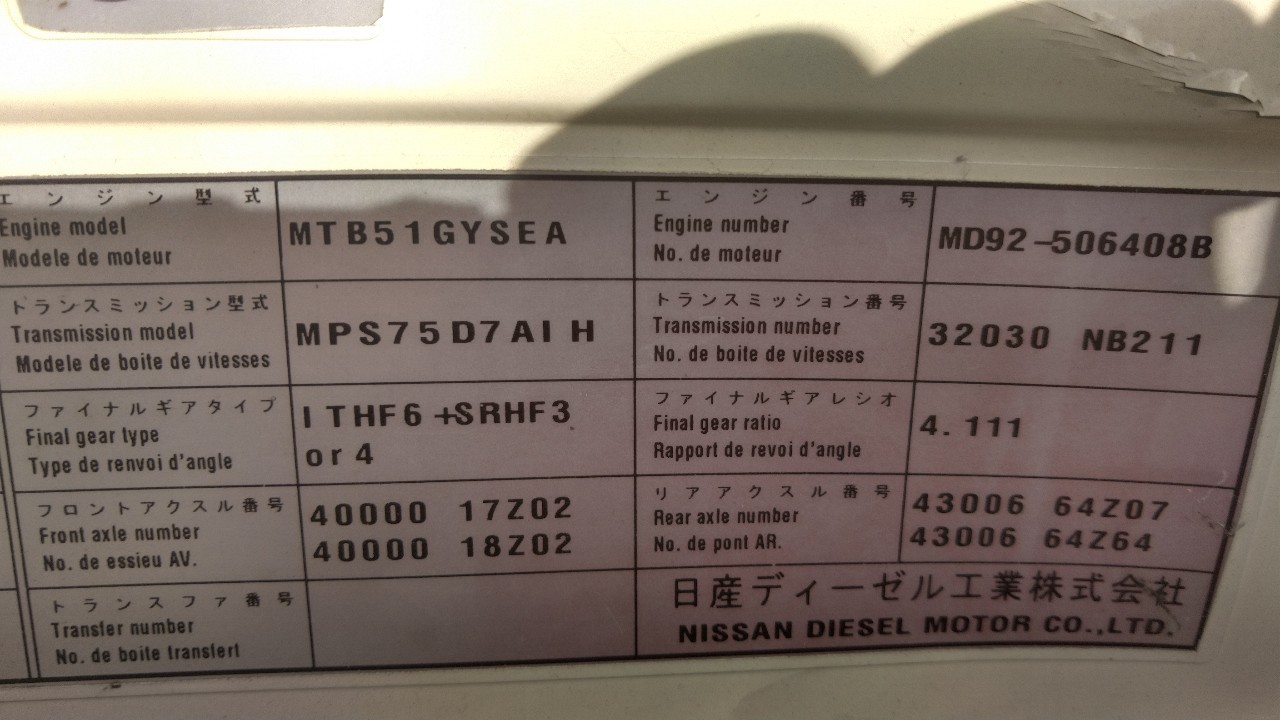 エンジン型式
Engine model
Modele de moteur
MTB51GYSEA
エンジン番号
Engine number
No. de moteur
MD92-506408B
トランスミッション型式
Transmission model
Modele de boite de vitesses
MPS75D7AIH
トランスミッション番号
Transmission number
No. de boite de vitesses
32030 NB211
ファイナルギアタイプ
Final gear type
Type de renvoi d'angle
ITHF6+SRHF3
or4
ファイナルギアレシオ
Final gear ratio
Rapport de revoi d'angle
4.111
フロントアクスル番号
Front axle number
No. de essieu AV.
40000 17Z02
40000 18Z02
リアアクスル番号
Rear axle number
No. de pont AR.
43006 64Z07
43006 64Z64
トランスファ番号
Transfer number
No. de boite transfert
日産ディーゼル工業株式会社
NISSAN DIESEL MOTOR CO.,LTD.